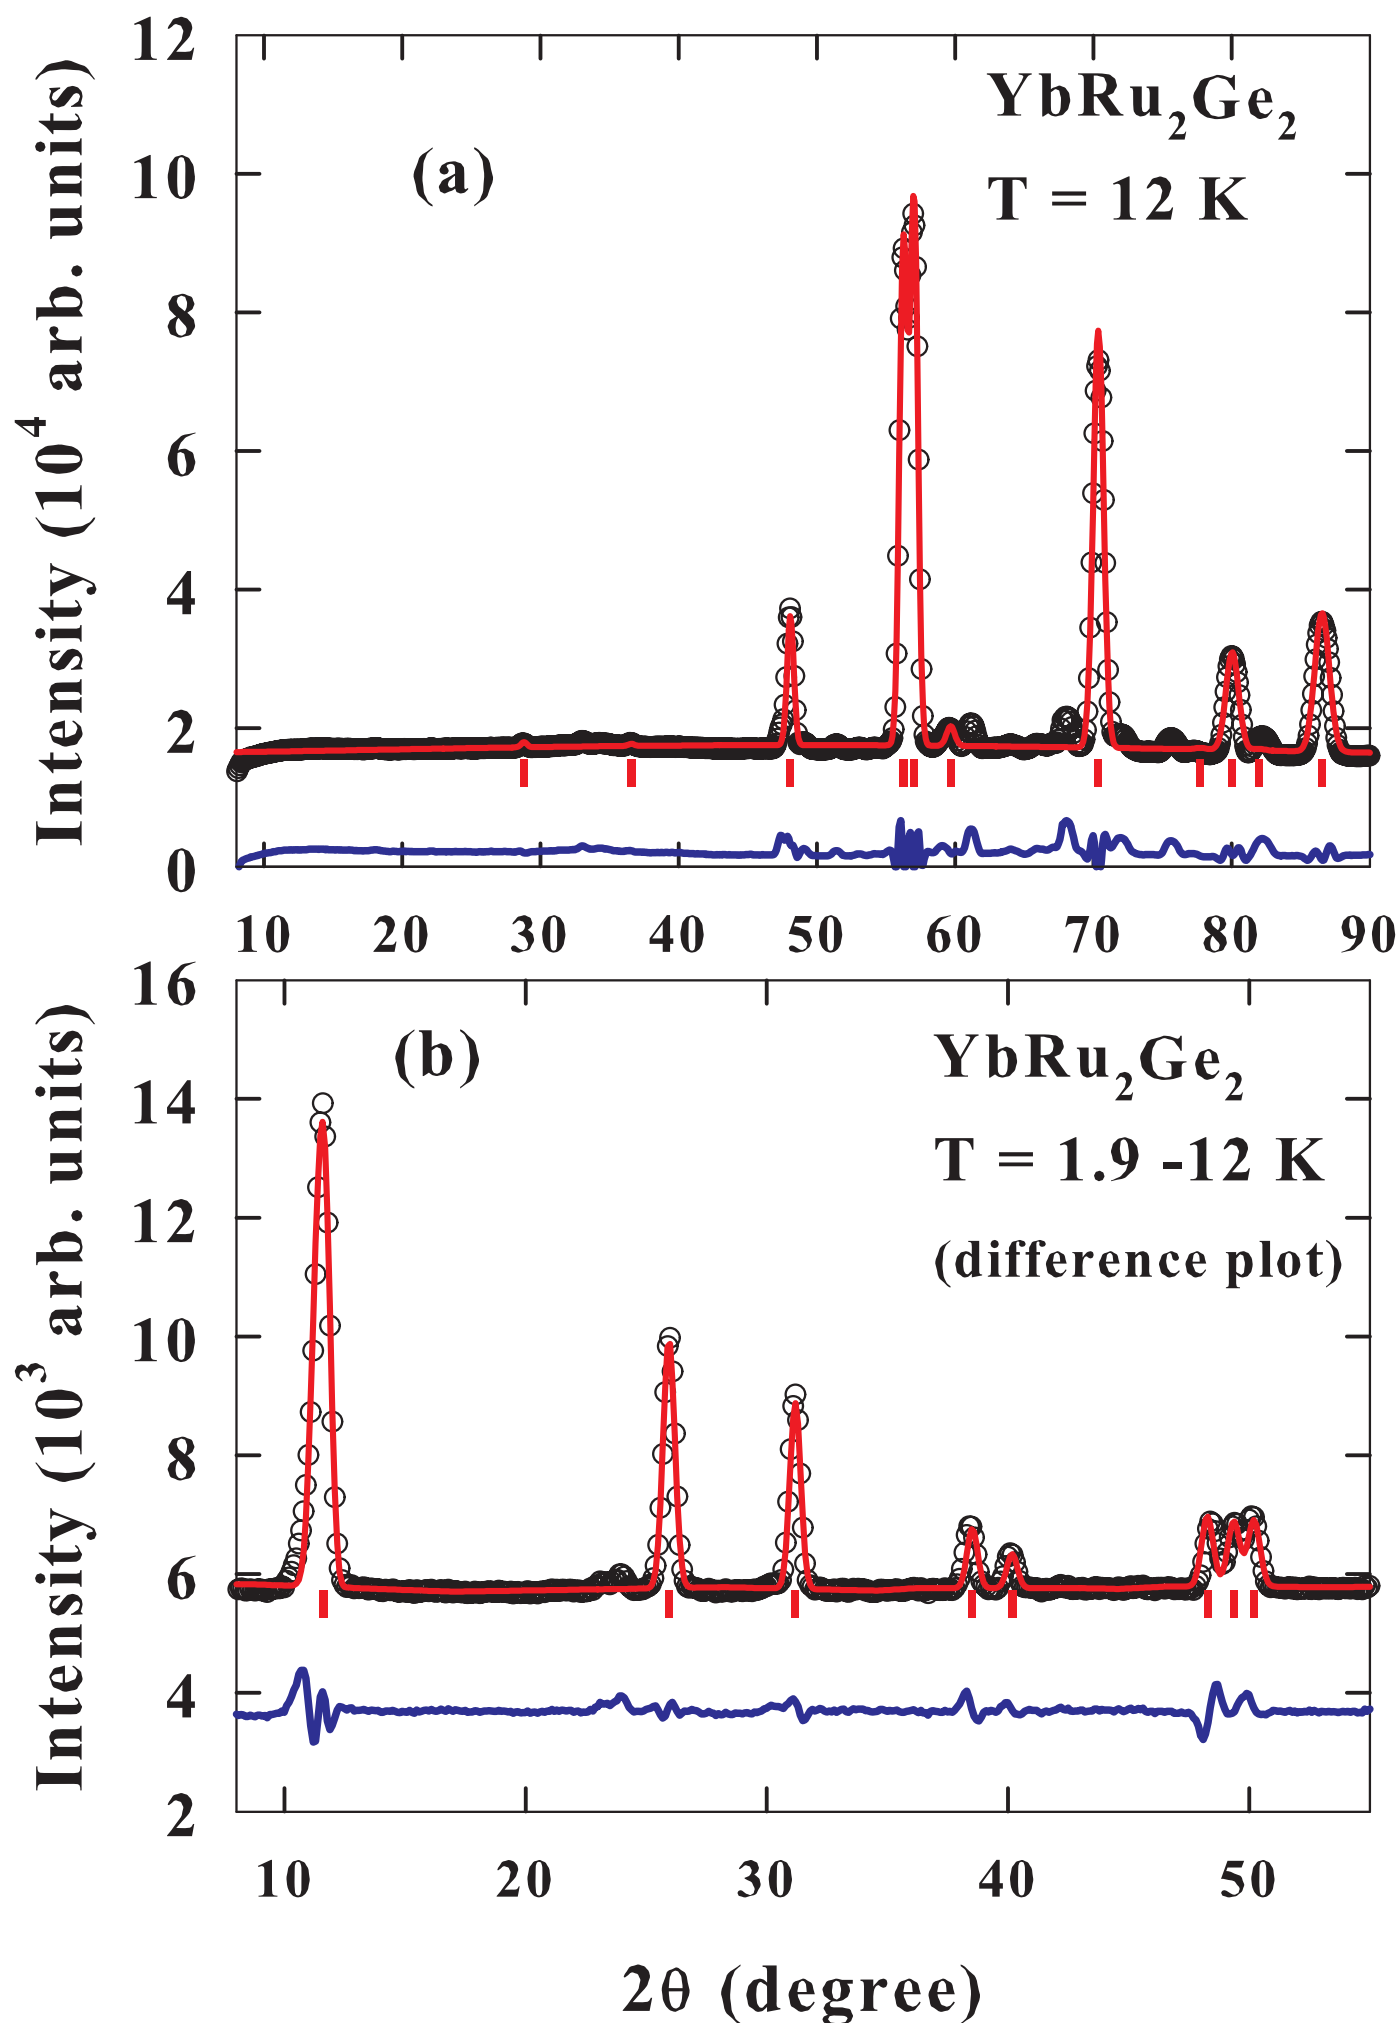 12
10
8
6
4
2
0
Intensity (10⁴ arb. units)
(a)
YbRu₂Ge₂
T = 12 K
10 20 30 40 50 60 70 80 90
16
14
12
10
8
6
4
2
Intensity (10³ arb. units)
(b)
YbRu₂Ge₂
T = 1.9 -12 K
(difference plot)
10 20 30 40 50
2θ (degree)